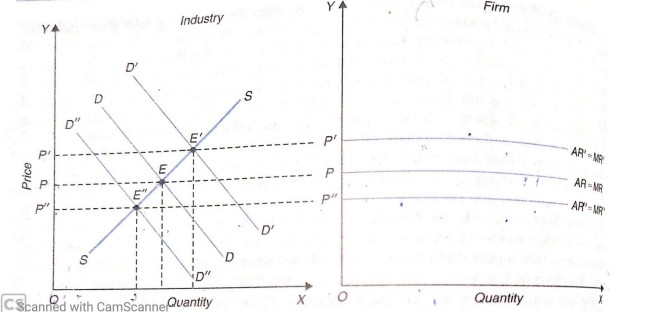 Industry
Y
D'
D
S
D"
E'
P'
E
P
E"
P"
Price
S
D'
D
D"
O
Quantity
X
Firm
Y
P'
AR' = MR'
P
AR = MR
P"
AR" = MR"
O
Quantity
X
CS Scanned with CamScanner